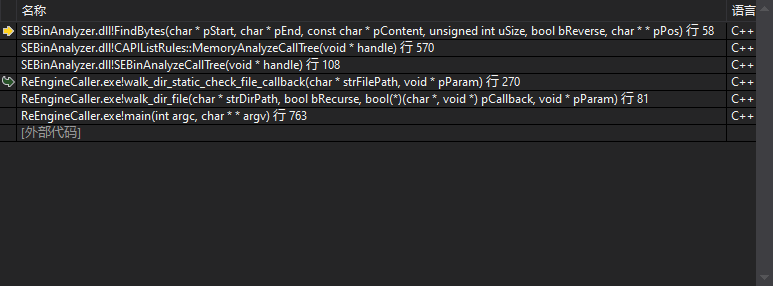 名称 语言
SEBinAnalyzer.dll!FindBytes(char * pStart, char * pEnd, const char * pContent, unsigned int uSize, bool bReverse, char * * pPos) 行 58 C++
SEBinAnalyzer.dll!CAPIListRules::MemoryAnalyzeCallTree(void * handle) 行 570 C++
SEBinAnalyzer.dll!SEBinAnalyzeCallTree(void * handle) 行 108 C++
ReEngineCaller.exe!walk_dir_static_check_file_callback(char * strFilePath, void * pParam) 行 270 C++
ReEngineCaller.exe!walk_dir_file(char * strDirPath, bool bRecurse, bool(*)(char *, void *) pCallback, void * pParam) 行 81 C++
ReEngineCaller.exe!main(int argc, char * * argv) 行 763 C++
[外部代码]